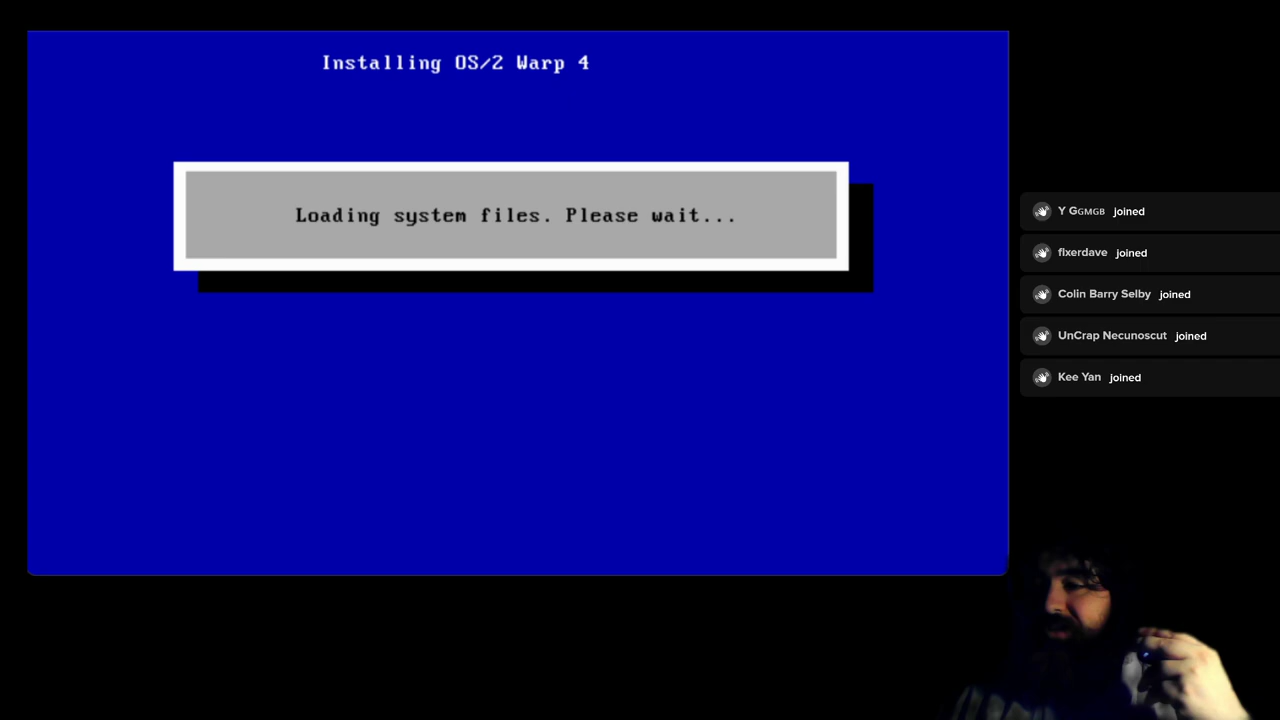 Installing OS/2 Warp 4
Loading system files. Please wait...
Y GGMGB joined
fixerdave joined
Colin Barry Selby joined
UnCrap Necunoscut joined
Kee Yan joined